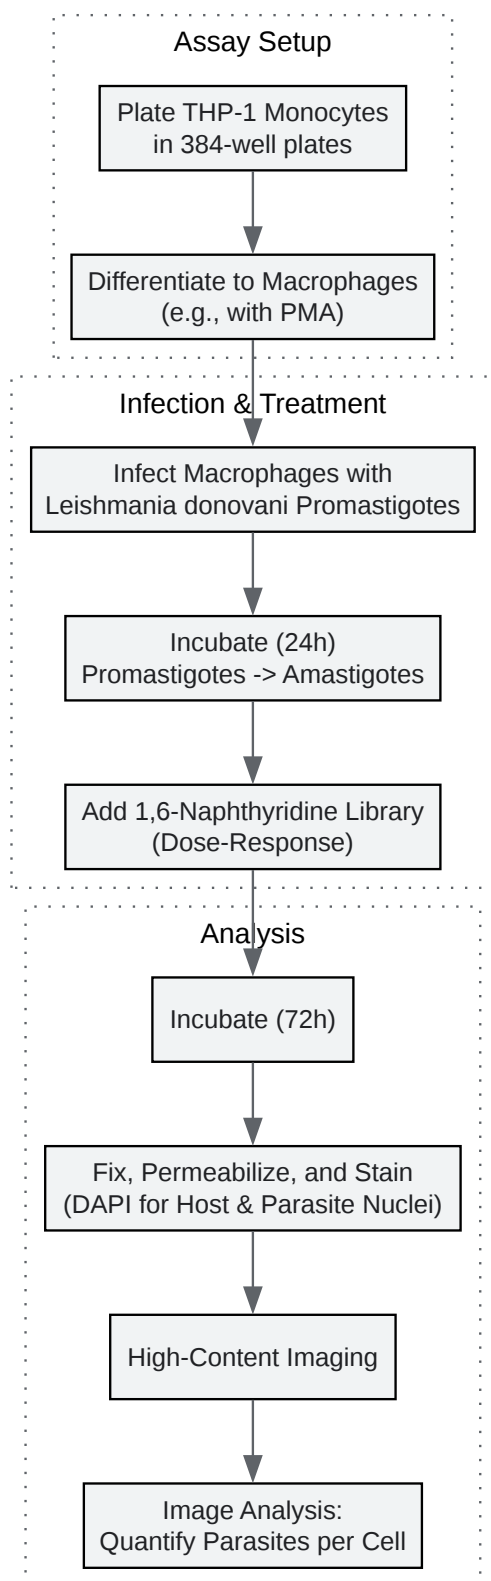 Assay Setup
Plate THP-1 Monocytes
in 384-well plates
Differentiate to Macrophages
(e.g., with PMA)
Infection & Treatment
Infect Macrophages with
Leishmania donovani Promastigotes
Incubate (24h)
Promastigotes -> Amastigotes
Add 1,6-Naphthyridine Library
(Dose-Response)
Analysis
Incubate (72h)
Fix, Permeabilize, and Stain
(DAPI for Host & Parasite Nuclei)
High-Content Imaging
Image Analysis:
Quantify Parasites per Cell